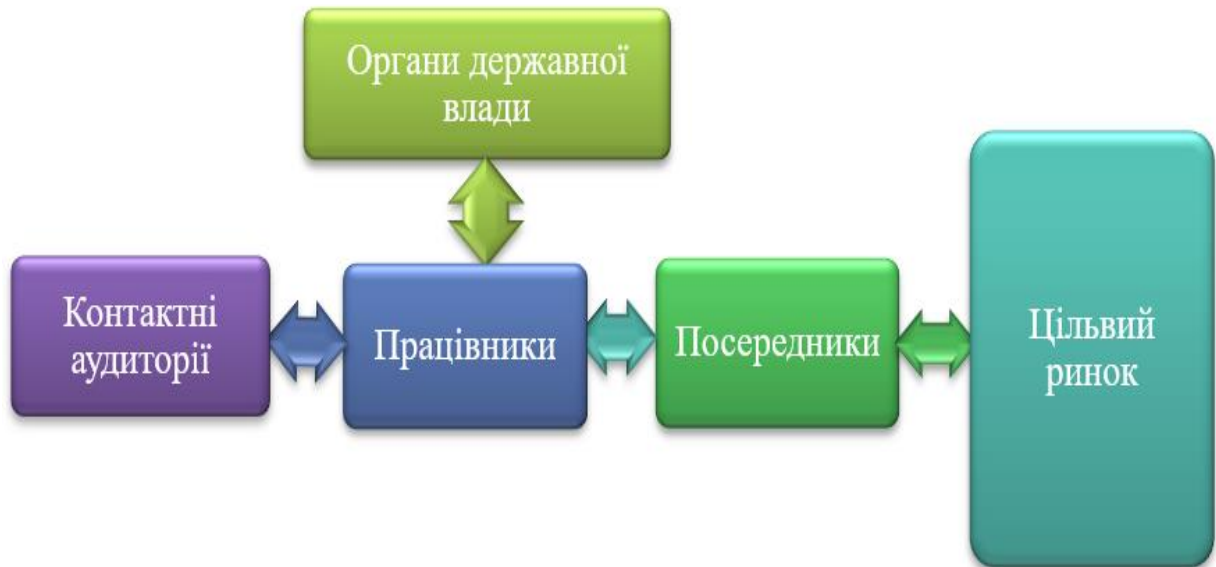 Органи державної
влади
Контактні
аудиторії
Працівники
Посередники
Цільвий
ринок